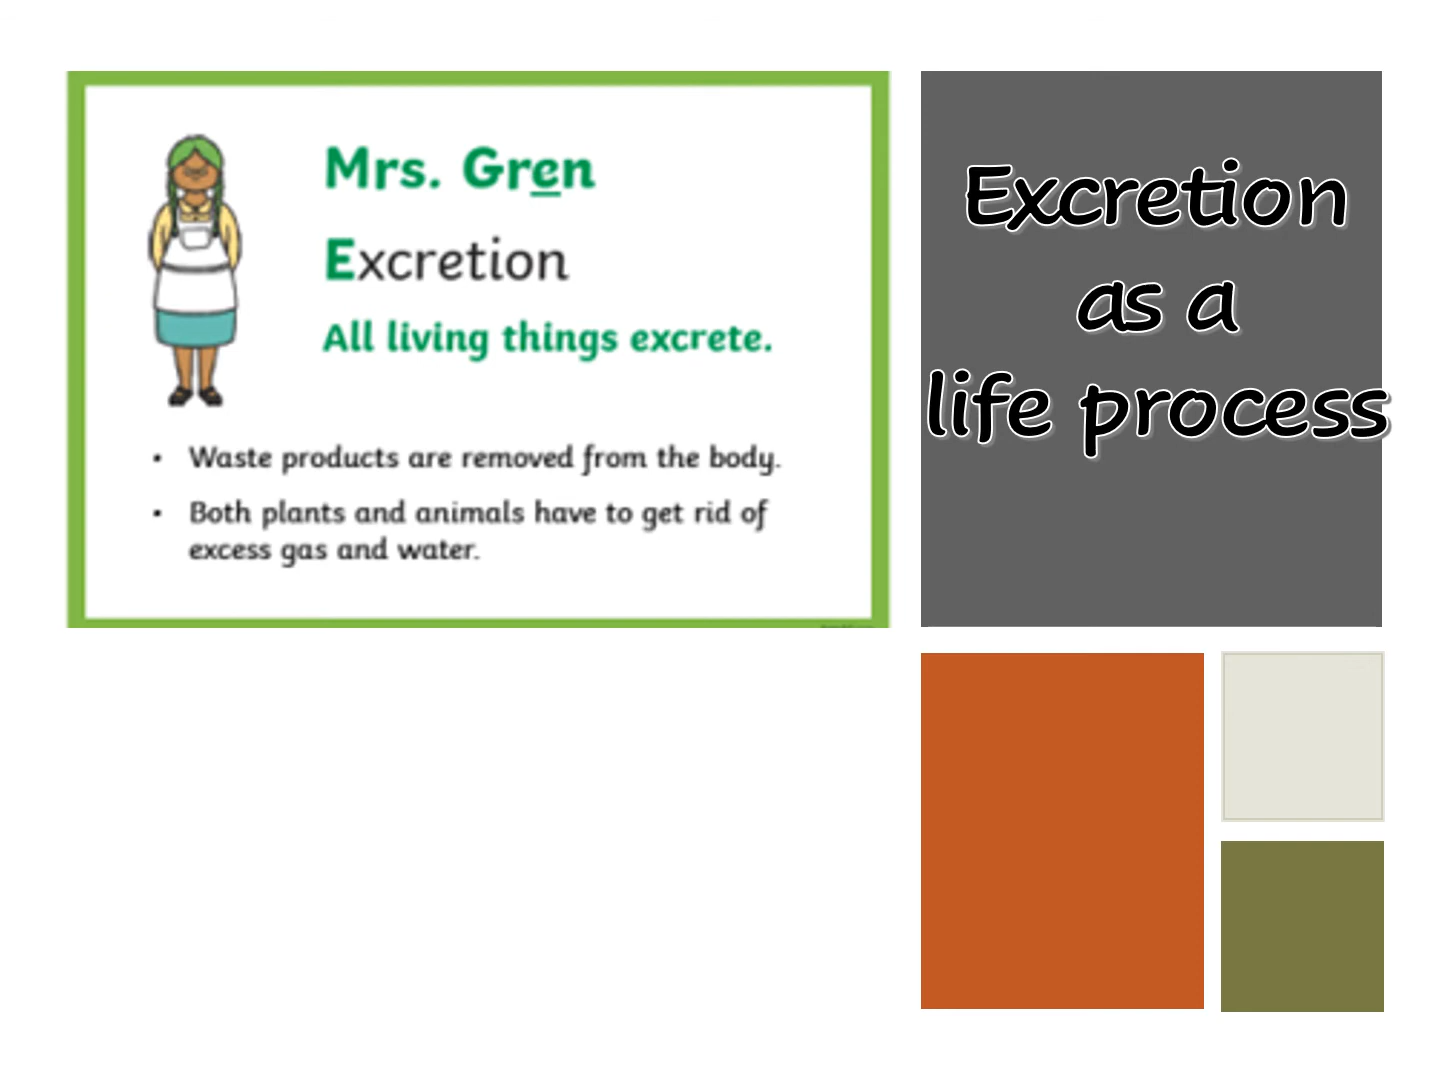 Mrs. Gren
Excretion
All living things excrete.
• Waste products are removed from the body.
• Both plants and animals have to get rid of
excess gas and water.
Excretion
as a
life process